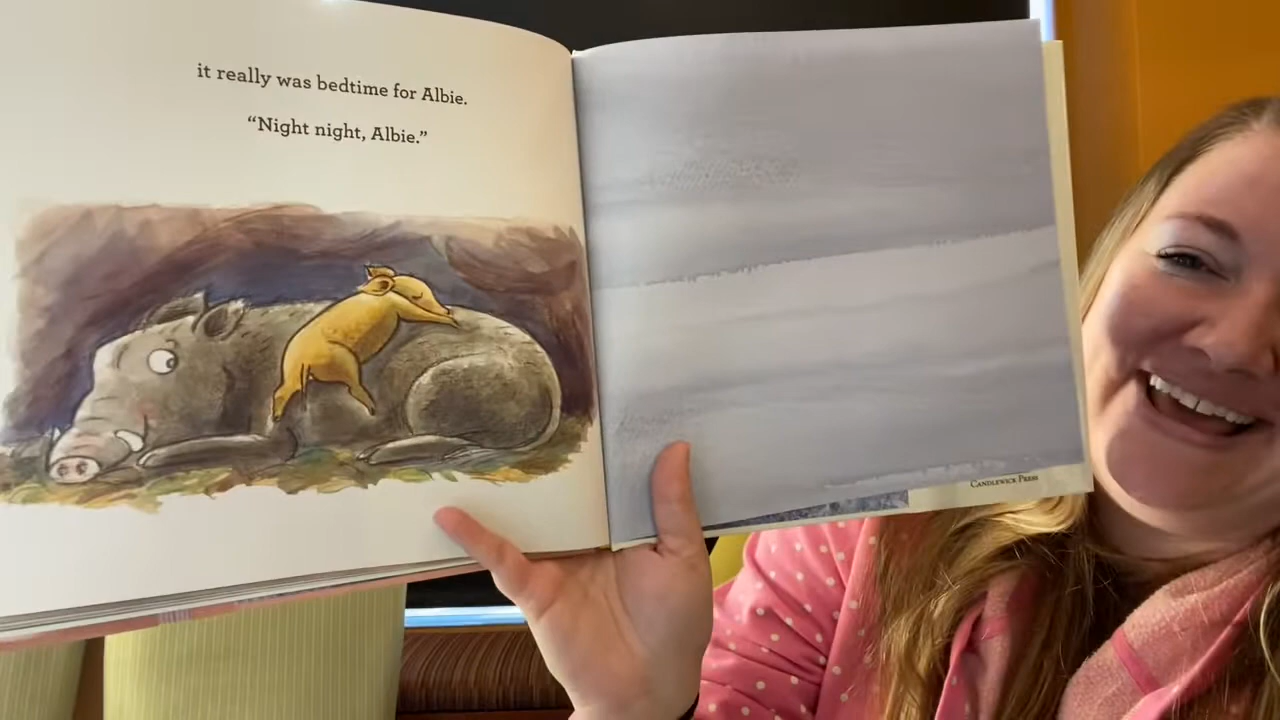 it really was bedtime for Albie.
“Night night, Albie.”
CANDLEWICK PRESS